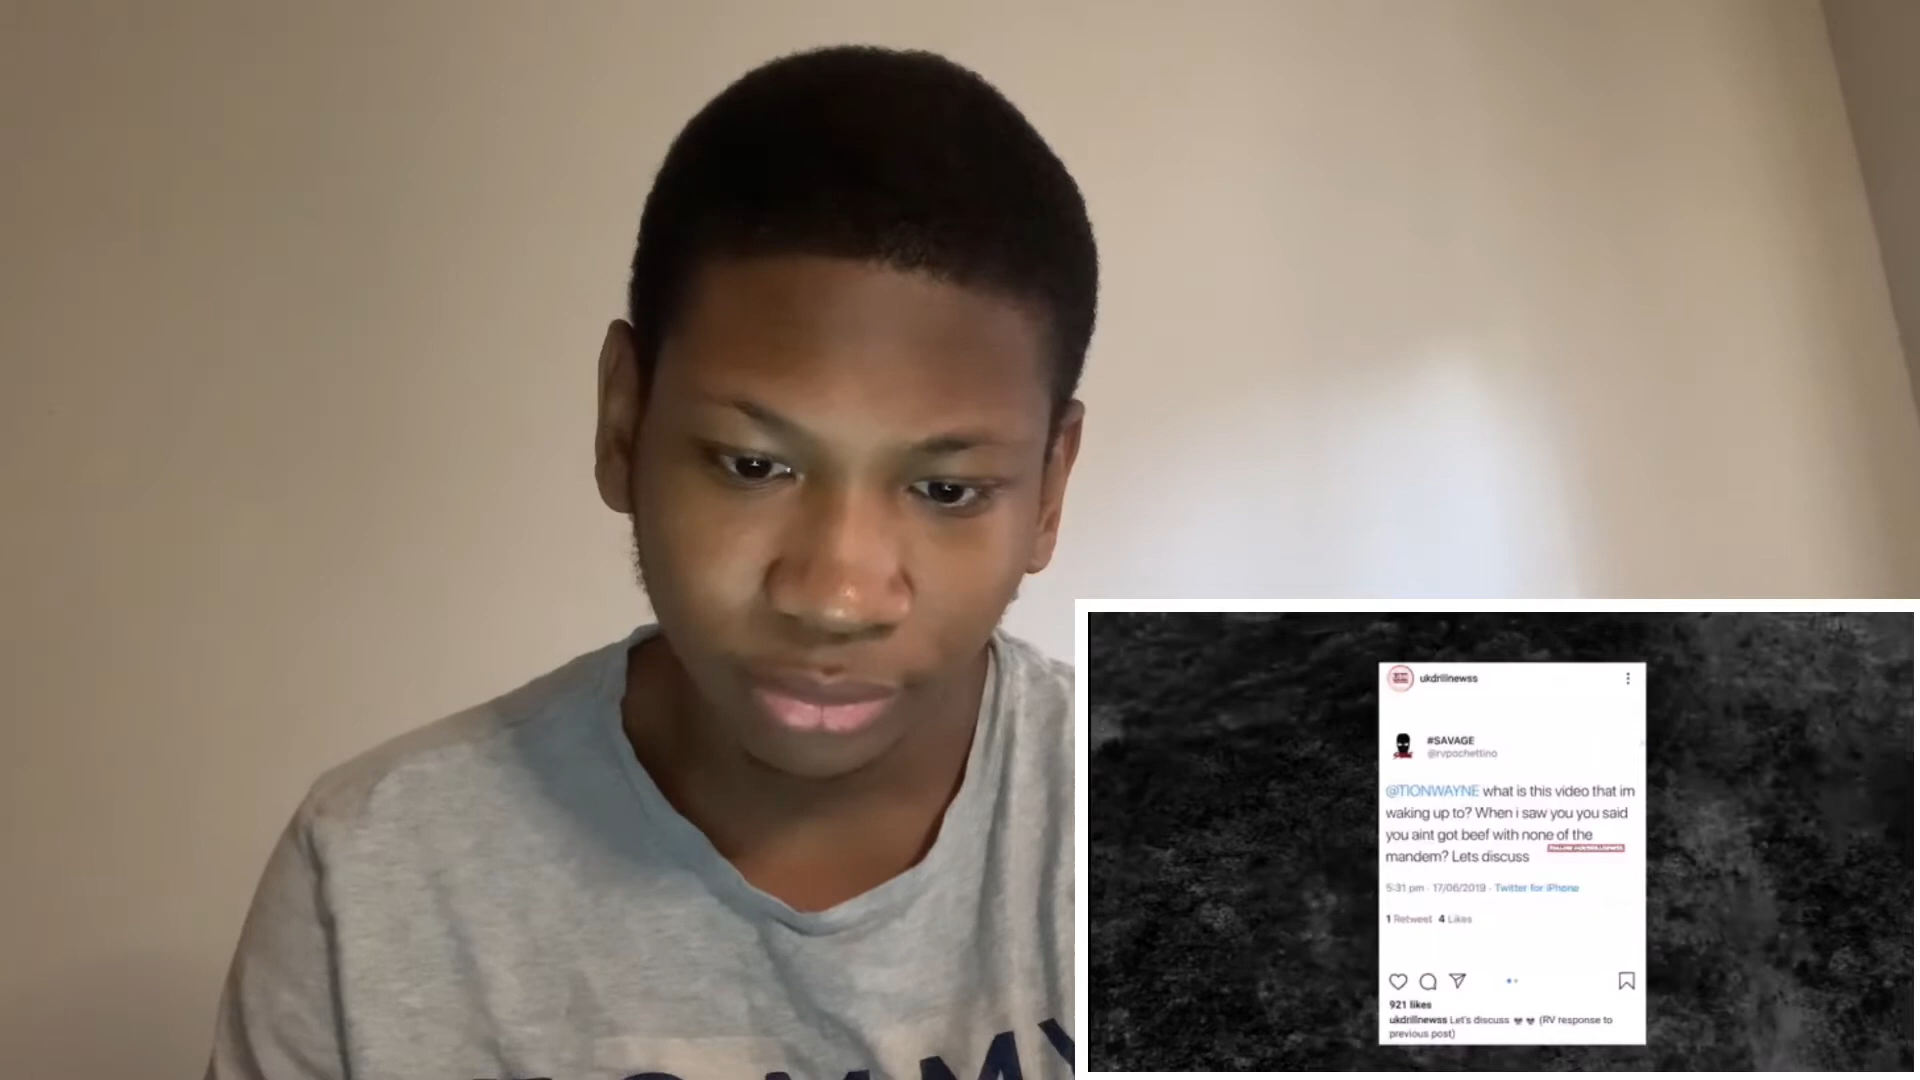 ukdrillnewss
#SAVAGE
@rvpochettino
@TIONWAYNE what is this video that im
waking up to? When i saw you you said
you aint got beef with none of the
mandem? Lets discuss
5:31 pm · 17/06/2019 · Twitter for iPhone
1 Retweet 4 Likes
921 likes
ukdrillnewss Let's discuss 💔💔 (RV response to
previous post)
TOMMY